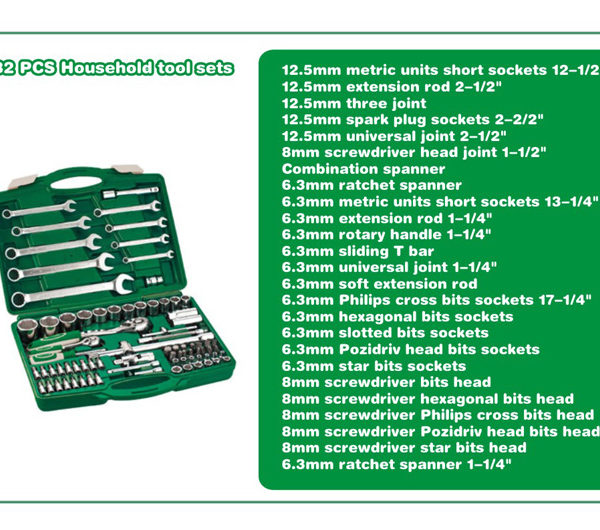 32 PCS Household tool sets
12.5mm metric units short sockets 12–1/2
12.5mm extension rod 2–1/2"
12.5mm three joint
12.5mm spark plug sockets 2–2/2"
12.5mm universal joint 2–1/2"
8mm screwdriver head joint 1–1/2"
Combination spanner
6.3mm ratchet spanner
6.3mm metric units short sockets 13–1/4"
6.3mm extension rod 1–1/4"
6.3mm rotary handle 1–1/4"
6.3mm sliding T bar
6.3mm universal joint 1–1/4"
6.3mm soft extension rod
6.3mm Philips cross bits sockets 17–1/4"
6.3mm hexagonal bits sockets
6.3mm slotted bits sockets
6.3mm Pozidriv head bits sockets
6.3mm star bits sockets
8mm screwdriver bits head
8mm screwdriver hexagonal bits head
8mm screwdriver Philips cross bits head
8mm screwdriver Pozidriv head bits head
8mm screwdriver star bits head
6.3mm ratchet spanner 1–1/4"